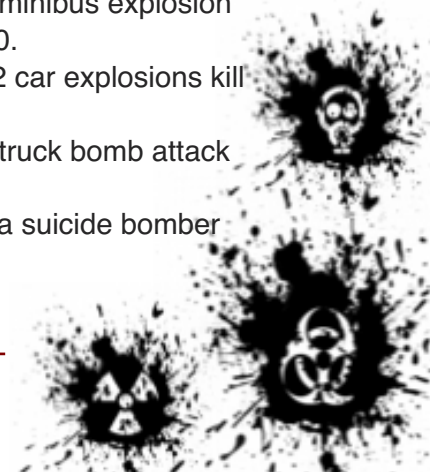 minibus explosion
0.
2 car explosions kill
truck bomb attack
a suicide bomber